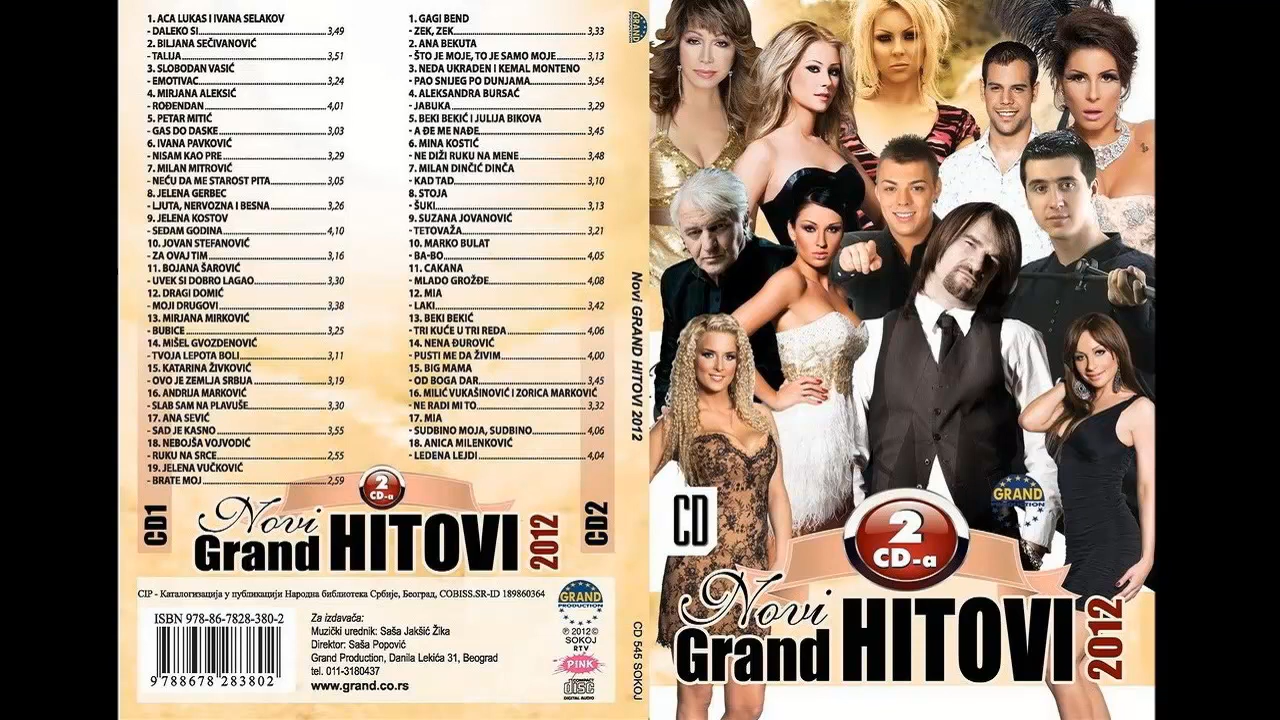 1. ACA LUKAS I IVANA SELAKOV
- DALEKO SI 3,49
2. BILJANA SEČIVANOVIĆ
- TALIJA 3,51
3. SLOBODAN VASIĆ
- EMOTIVAC 3,24
4. MIRJANA ALEKSIĆ
- ROĐENDAN 4,01
5. PETAR MITIĆ
- GAS DO DASKE 3,03
6. IVANA PAVKOVIĆ
- NISAM KAO PRE 3,29
7. MILAN MITROVIĆ
- NEĆU DA ME STAROST PITA 3,05
8. JELENA GERBEC
- LJUTA, NERVOZNA I BESNA 3,26
9. JELENA KOSTOV
- SEDAM GODINA 4,10
10. JOVAN STEFANOVIĆ
- ZA OVAJ TIM 3,16
11. BOJANA ŠAROVIĆ
- UVEK SI DOBRO LAGAO 3,30
12. DRAGI DOMIĆ
- MOJI DRUGOVI 3,38
13. MIRJANA MIRKOVIĆ
- BUBICE 3,25
14. MIŠEL GVOZDENOVIĆ
- TVOJA LEPOTA BOLI 3,11
15. KATARINA ŽIVKOVIĆ
- OVO JE ZEMLJA SRBIJA 3,19
16. ANDRIJA MARKOVIĆ
- SLAB SAM NA PLAVUŠE 3,30
17. ANA SEVIĆ
- SAD JE KASNO 3,55
18. NEBOJŠA VOJVODIĆ
- RUKU NA SRCE 2,55
19. JELENA VUČKOVIĆ
- BRATE MOJ 2,59
1. GAGI BEND
- ZEK, ZEK 3,33
2. ANA BEKUTA
- ŠTO JE MOJE, TO JE SAMO MOJE 3,13
3. NEDA UKRADEN I KEMAL MONTENO
- PAO SNIJEG PO DUNJAMA 3,54
4. ALEKSANDRA BURSAĆ
- JABUKA 3,29
5. BEKI BEKIĆ I JULIJA BIKOVA
- A ĐE ME NAĐE 3,45
6. MINA KOSTIĆ
- NE DIŽI RUKU NA MENE 3,48
7. MILAN DINČIĆ DINČA
- KAD TAD 3,10
8. STOJA
- ŠUKI 3,13
9. SUZANA JOVANOVIĆ
- TETOVAŽA 3,21
10. MARKO BULAT
- BA-BO 4,05
11. CAKANA
- MLADO GROŽĐE 4,08
12. MIA
- LAKI 3,42
13. BEKI BEKIĆ
- TRI KUĆE U TRI REDA 4,06
14. NENA ĐUROVIĆ
- PUSTI ME DA ŽIVIM 4,00
15. BIG MAMA
- OD BOGA DAR 3,45
16. MILIĆ VUKAŠINOVIĆ I ZORICA MARKOVIĆ
- NE RADI MI TO 3,32
17. MIA
- SUDBINO MOJA, SUDBINO 4,06
18. ANICA MILENKOVIĆ
- LEDENA LEJDI 4,04
2
CD-a
CD1
Novi
Grand HITOVI 2012
CD2
CIP - Каталогизација у публикацији Народна библиотека Србије, Београд, COBISS.SR-ID 189860364
ISBN 978-86-7828-380-2
9 788678 283802
Za izdavača:
Muzički urednik: Saša Jakšić Žika
Direktor: Saša Popović
Grand Production, Danila Lekića 31, Beograd
tel. 011-3180437
www.grand.co.rs
GRAND
PRODUCTION
℗ 2012 ©
SOKOJ
RTV
PINK
COMPACT
disc
DIGITAL AUDIO
GRAND
NOVI GRAND HITOVI 2012
CD 545 SOKOJ
CD
GRAND
PRODUCTION
2
CD-a
Novi
Grand HITOVI 2012